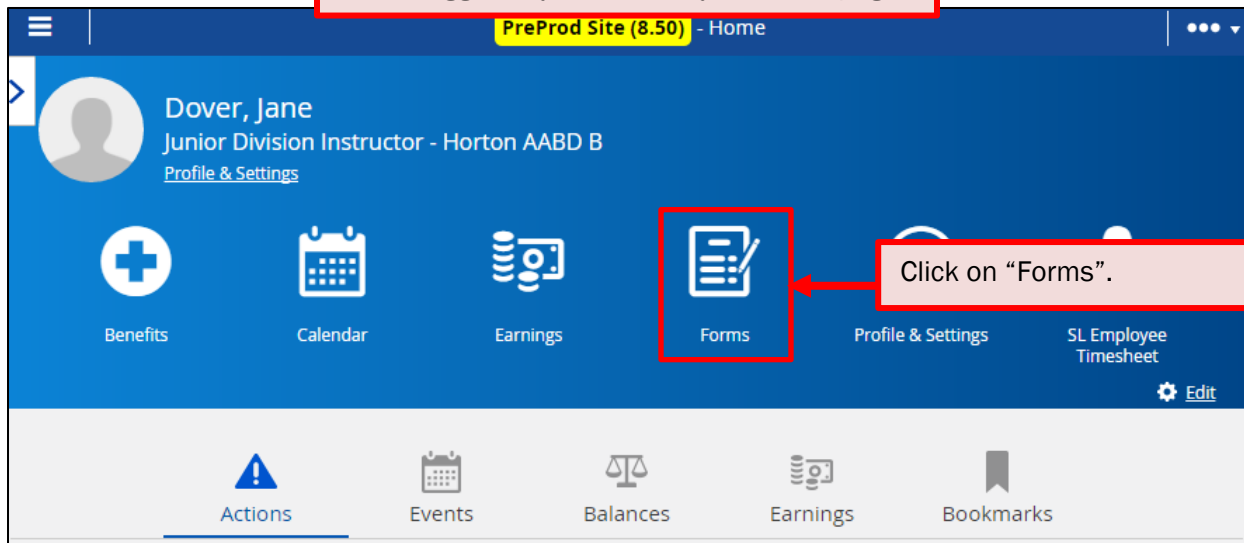 PreProd Site (8.50) - Home
Dover, Jane
Junior Division Instructor - Horton AABD B
Profile & Settings
Click on “Forms”.
Benefits
Calendar
Earnings
Forms
Profile & Settings
SL Employee
Timesheet
Edit
Actions
Events
Balances
Earnings
Bookmarks